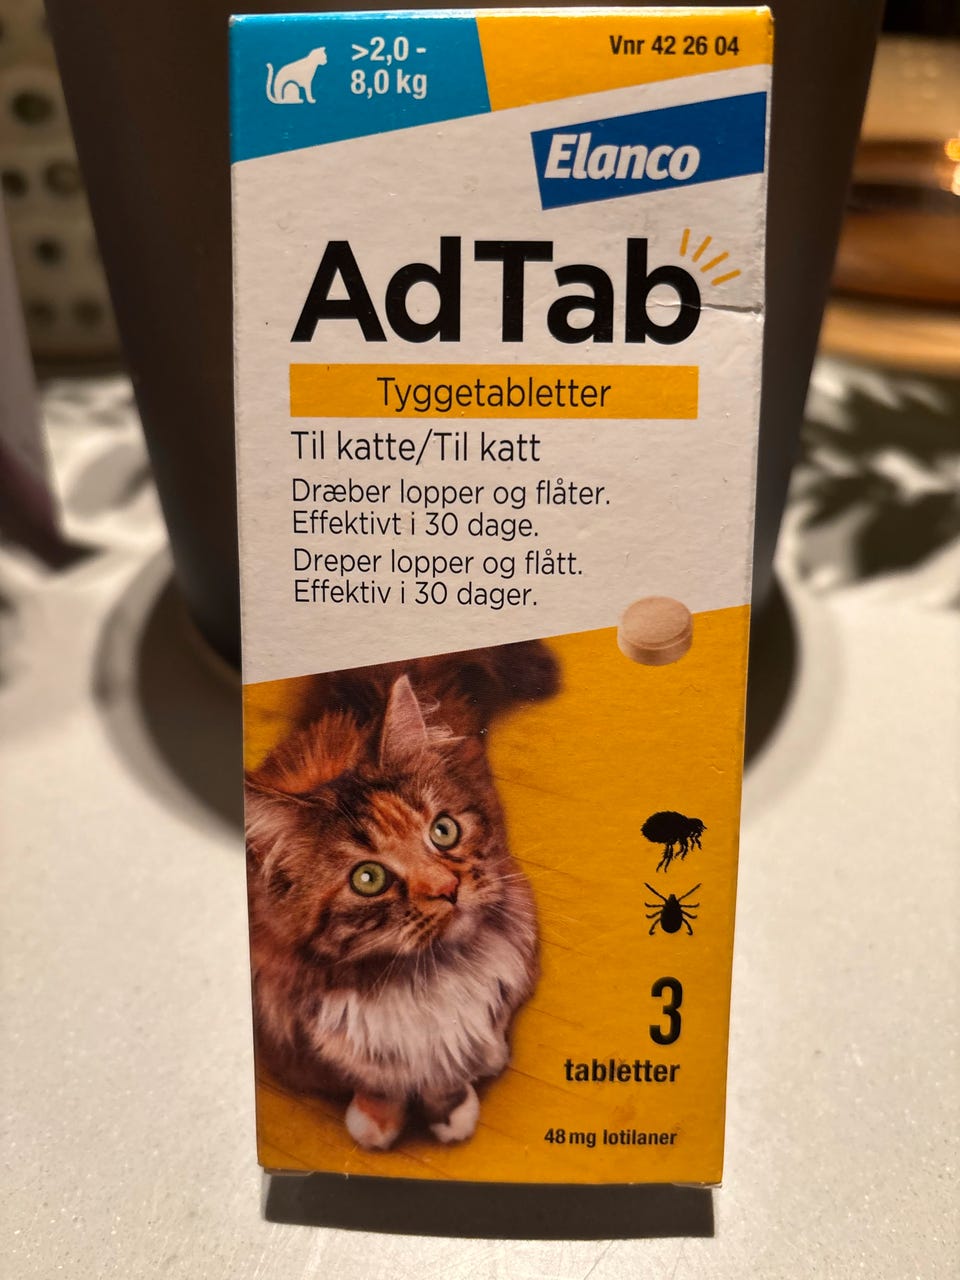 >2,0 -
8,0 kg
Vnr 42 26 04
Elanco
AdTab
Tyggetabletter
Til katte/Til katt
Dræber lopper og flåter.
Effektivt i 30 dage.
Dreper lopper og flått.
Effektiv i 30 dager.
3
tabletter
48 mg lotilaner